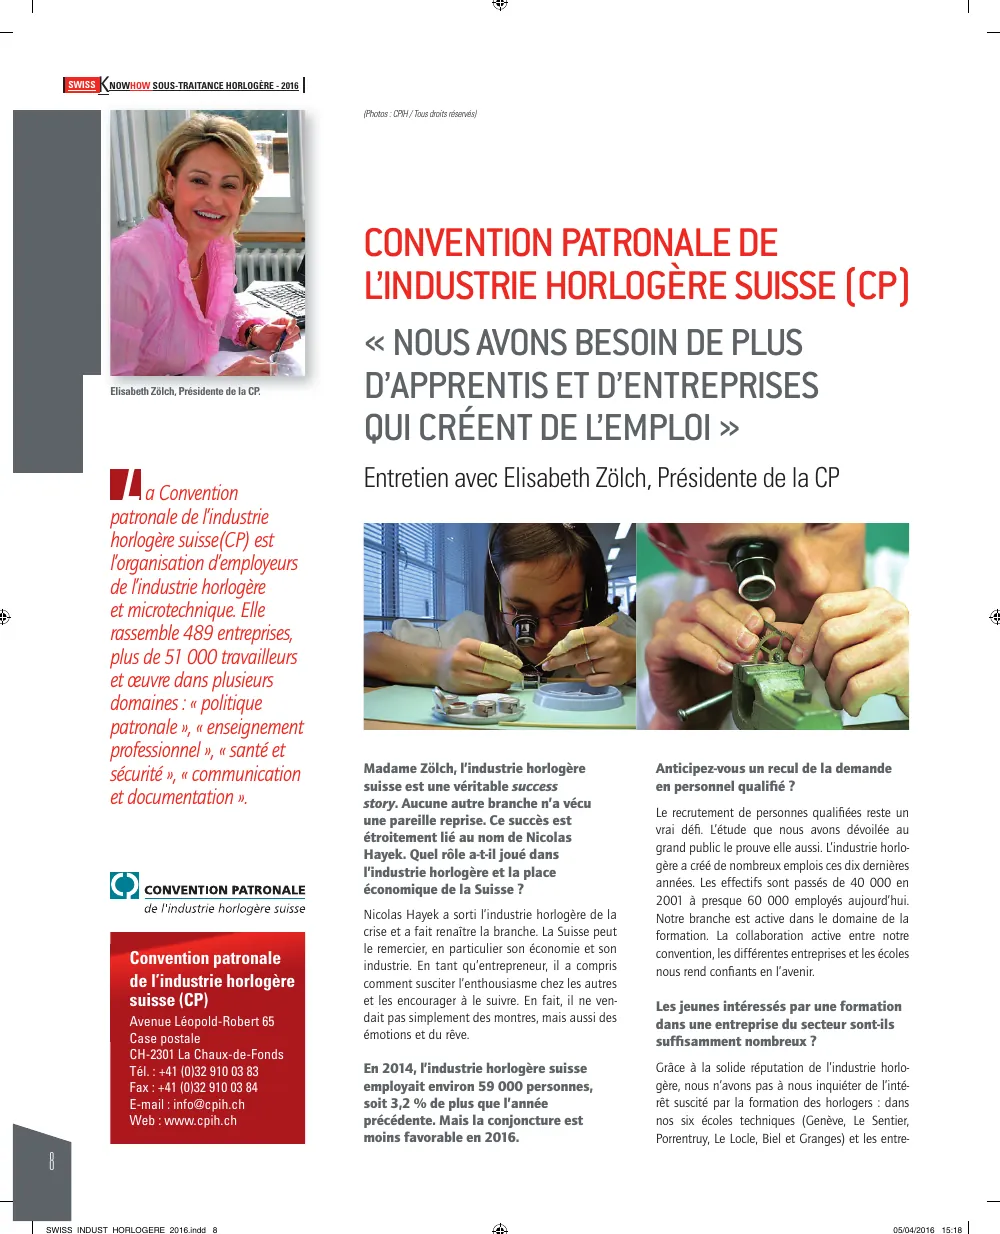 SWISS KNOWHOW SOUS-TRAITANCE HORLOGÈRE - 2016
(Photos : CPIH / Tous droits réservés)
CONVENTION PATRONALE DE
L'INDUSTRIE HORLOGÈRE SUISSE (CP)
« NOUS AVONS BESOIN DE PLUS
D'APPRENTIS ET D'ENTREPRISES
QUI CRÉENT DE L'EMPLOI »
Entretien avec Elisabeth Zölch, Présidente de la CP
Elisabeth Zölch, Présidente de la CP.
La Convention
patronale de l'industrie
horlogère suisse(CP) est
l'organisation d'employeurs
de l'industrie horlogère
et microtechnique. Elle
rassemble 489 entreprises,
plus de 51 000 travailleurs
et œuvre dans plusieurs
domaines : « politique
patronale », « enseignement
professionnel », « santé et
sécurité », « communication
et documentation ».
CONVENTION PATRONALE
de l'industrie horlogère suisse
Convention patronale
de l'industrie horlogère
suisse (CP)
Avenue Léopold-Robert 65
Case postale
CH-2301 La Chaux-de-Fonds
Tél. : +41 (0)32 910 03 83
Fax : +41 (0)32 910 03 84
E-mail : info@cpih.ch
Web : www.cpih.ch
Madame Zölch, l'industrie horlogère
suisse est une véritable success
story. Aucune autre branche n'a vécu
une pareille reprise. Ce succès est
étroitement lié au nom de Nicolas
Hayek. Quel rôle a-t-il joué dans
l'industrie horlogère et la place
économique de la Suisse ?
Nicolas Hayek a sorti l'industrie horlogère de la
crise et a fait renaître la branche. La Suisse peut
le remercier, en particulier son économie et son
industrie. En tant qu'entrepreneur, il a compris
comment susciter l'enthousiasme chez les autres
et les encourager à le suivre. En fait, il ne ven-
dait pas simplement des montres, mais aussi des
émotions et du rêve.
En 2014, l'industrie horlogère suisse
employait environ 59 000 personnes,
soit 3,2 % de plus que l'année
précédente. Mais la conjoncture est
moins favorable en 2016.
Anticipez-vous un recul de la demande
en personnel qualifié ?
Le recrutement de personnes qualifiées reste un
vrai défi. L'étude que nous avons dévoilée au
grand public le prouve elle aussi. L'industrie horlo-
gère a créé de nombreux emplois ces dix dernières
années. Les effectifs sont passés de 40 000 en
2001 à presque 60 000 employés aujourd'hui.
Notre branche est active dans le domaine de la
formation. La collaboration active entre notre
convention, les différentes entreprises et les écoles
nous rend confiants en l'avenir.
Les jeunes intéressés par une formation
dans une entreprise du secteur sont-ils
suffisamment nombreux ?
Grâce à la solide réputation de l'industrie horlo-
gère, nous n'avons pas à nous inquiéter de l'inté-
rêt suscité par la formation des horlogers : dans
nos six écoles techniques (Genève, Le Sentier,
Porrentruy, Le Locle, Biel et Granges) et les entre-
8
SWISS INDUST HORLOGERE 2016.indd 8
05/04/2016 15:18